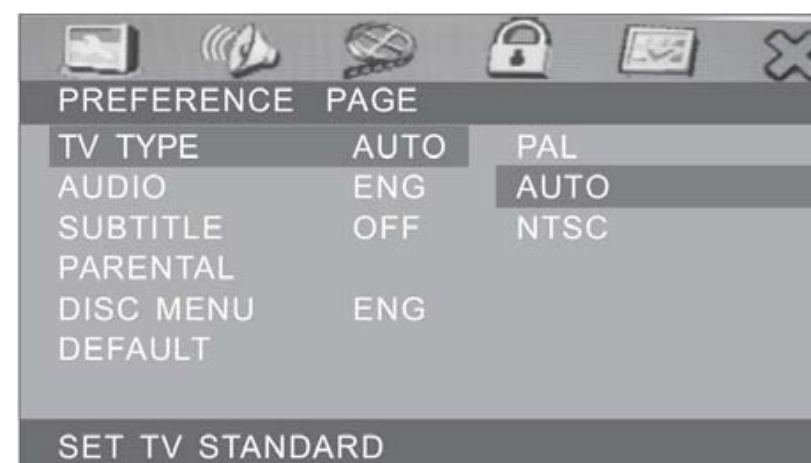 PREFERENCE PAGE
TV TYPE AUTO PAL
AUDIO ENG AUTO
SUBTITLE OFF NTSC
PARENTAL
DISC MENU ENG
DEFAULT
SET TV STANDARD